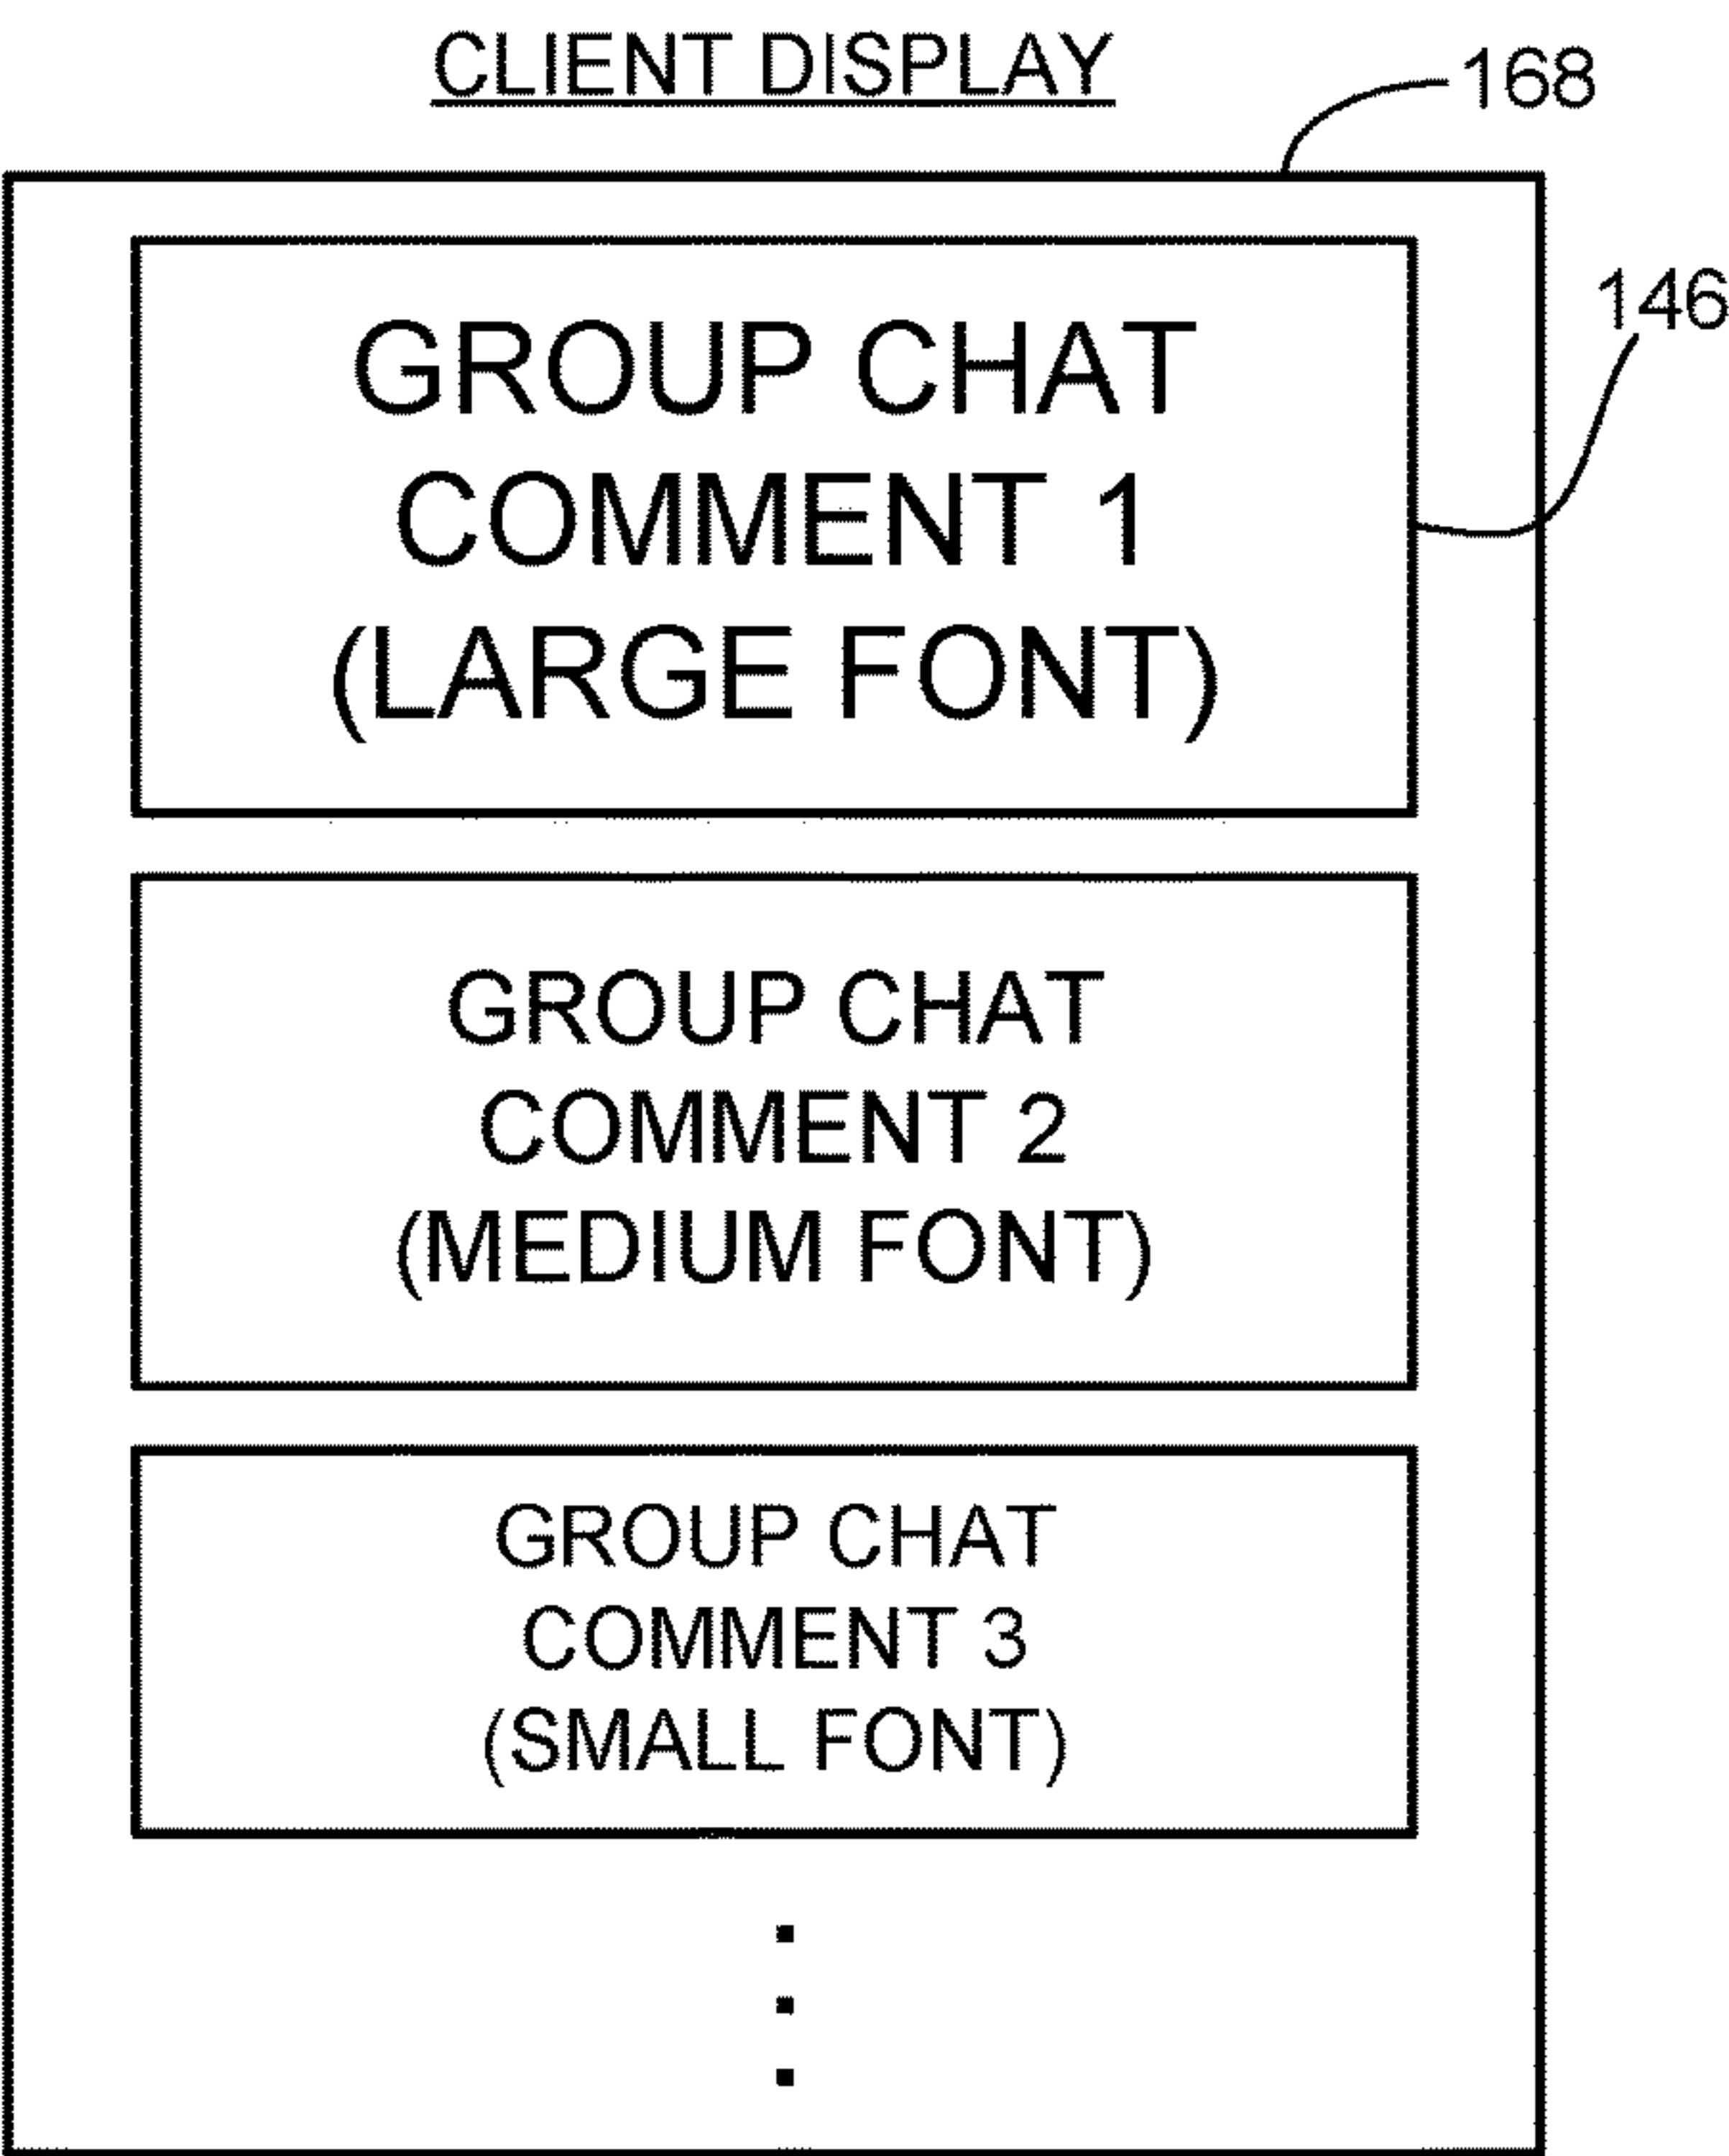 CLIENT DISPLAY
168
146
GROUP CHAT
COMMENT 1
(LARGE FONT)
GROUP CHAT
COMMENT 2
(MEDIUM FONT)
GROUP CHAT
COMMENT 3
(SMALL FONT)